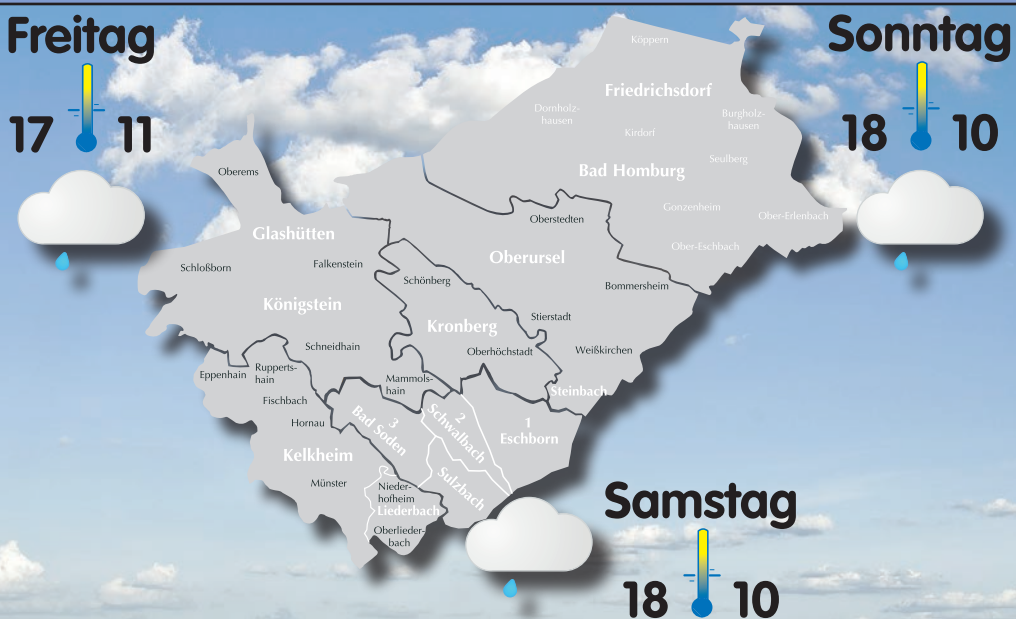 Freitag
17 11
Sonntag
18 10
Köppern
Friedrichsdorf
Dornholz-
hausen
Burgholz-
hausen
Kirdorf
Seulberg
Bad Homburg
Oberems
Gonzenheim
Ober-Erlenbach
Oberstedten
Glashütten
Ober-Eschbach
Oberursel
Schloßborn
Falkenstein
Schönberg
Bommersheim
Königstein
Stierstadt
Kronberg
Schneidhain
Oberhöchstadt
Weißkirchen
Eppenhain
Rupperts-
hain
Mammols-
hain
Steinbach
Fischbach
Hornau
3
Bad Soden
2
Schwalbach
1
Eschborn
Kelkheim
Münster
Sulzbach
Nieder-
hofheim
Liederbach
Oberlieder-
bach
Samstag
18 10